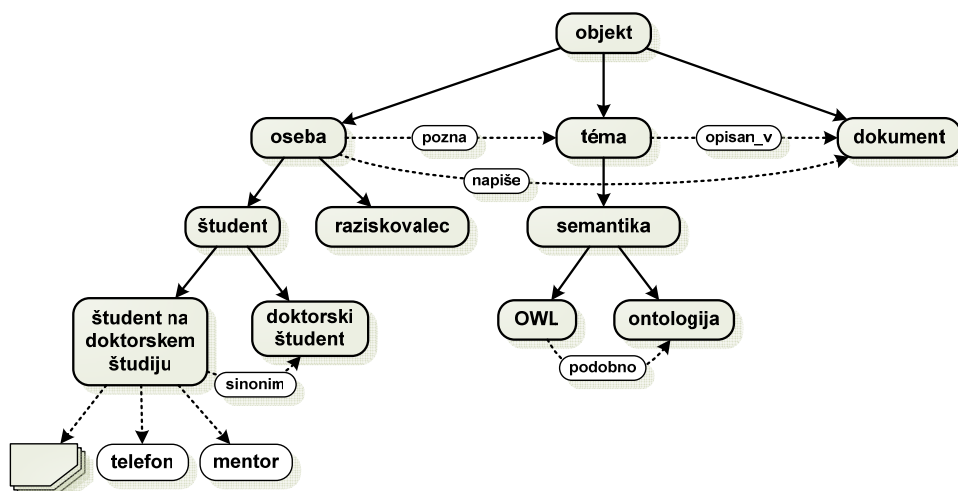 objekt
oseba
pozna
téma
opisan_v
dokument
napiše
študent
raziskovalec
semantika
študent na
doktorskem
študiju
doktorski
študent
OWL
ontologija
sinonim
podobno
telefon
mentor